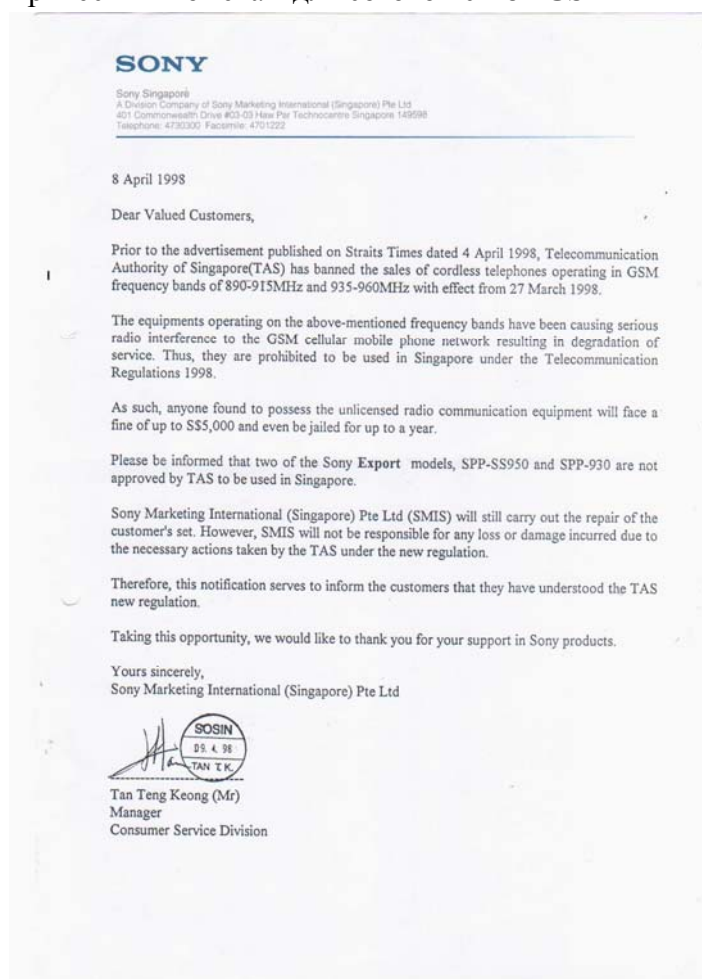 SONY
Sony Singapore
A Division Company of Sony Marketing International (Singapore) Pte Ltd
401 Commonwealth Drive #03-03 Haw Par Technocentre Singapore 149598
Telephone: 4730300 Facsimile: 4701222
8 April 1998
Dear Valued Customers,
Prior to the advertisement published on Straits Times dated 4 April 1998, Telecommunication
Authority of Singapore(TAS) has banned the sales of cordless telephones operating in GSM
frequency bands of 890-915MHz and 935-960MHz with effect from 27 March 1998.
The equipments operating on the above-mentioned frequency bands have been causing serious
radio interference to the GSM cellular mobile phone network resulting in degradation of
service. Thus, they are prohibited to be used in Singapore under the Telecommunication
Regulations 1998.
As such, anyone found to possess the unlicensed radio communication equipment will face a
fine of up to S$5,000 and even be jailed for up to a year.
Please be informed that two of the Sony Export models, SPP-SS950 and SPP-930 are not
approved by TAS to be used in Singapore.
Sony Marketing International (Singapore) Pte Ltd (SMIS) will still carry out the repair of the
customer's set. However, SMIS will not be responsible for any loss or damage incurred due to
the necessary actions taken by the TAS under the new regulation.
Therefore, this notification serves to inform the customers that they have understood the TAS
new regulation.
Taking this opportunity, we would like to thank you for your support in Sony products.
Yours sincerely,
Sony Marketing International (Singapore) Pte Ltd
SOSIN
09. 4. 98
TAN T.K.
Tan Teng Keong (Mr)
Manager
Consumer Service Division